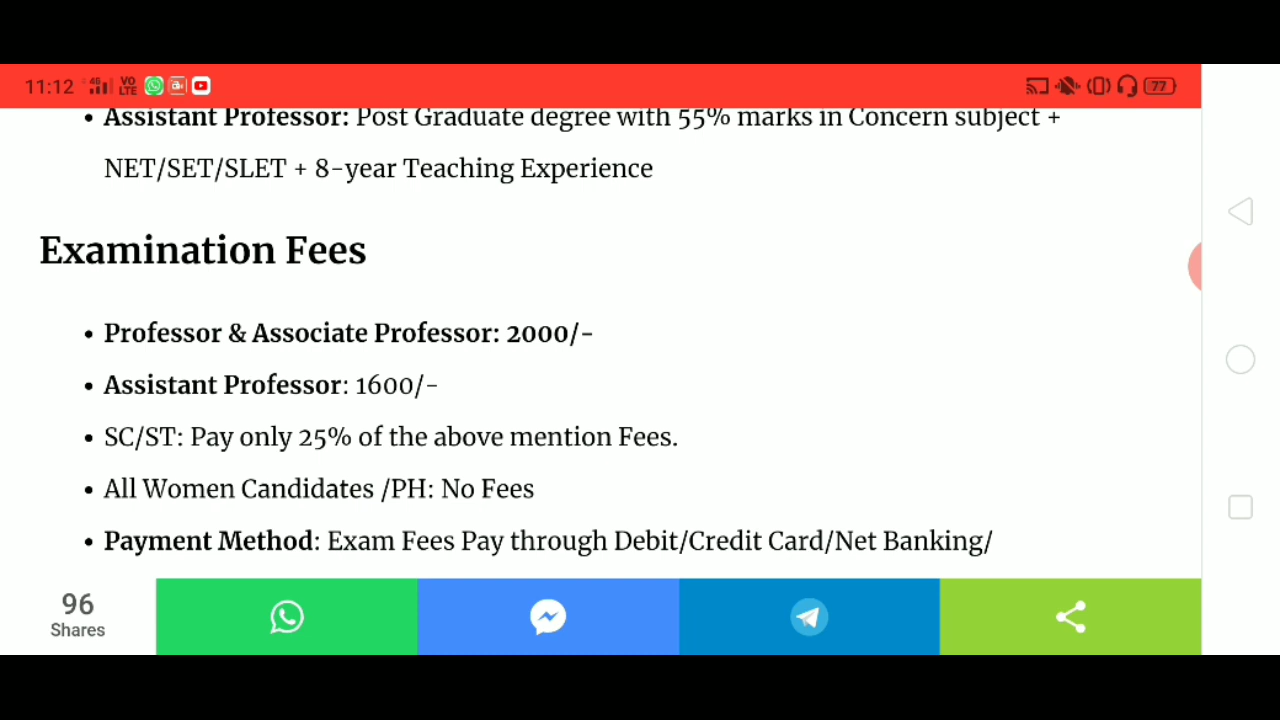 11:12 4G VO LTE 77
• Assistant Professor: Post Graduate degree with 55% marks in Concern subject +
NET/SET/SLET + 8-year Teaching Experience
Examination Fees
• Professor & Associate Professor: 2000/-
• Assistant Professor: 1600/-
• SC/ST: Pay only 25% of the above mention Fees.
• All Women Candidates /PH: No Fees
• Payment Method: Exam Fees Pay through Debit/Credit Card/Net Banking/
96
Shares